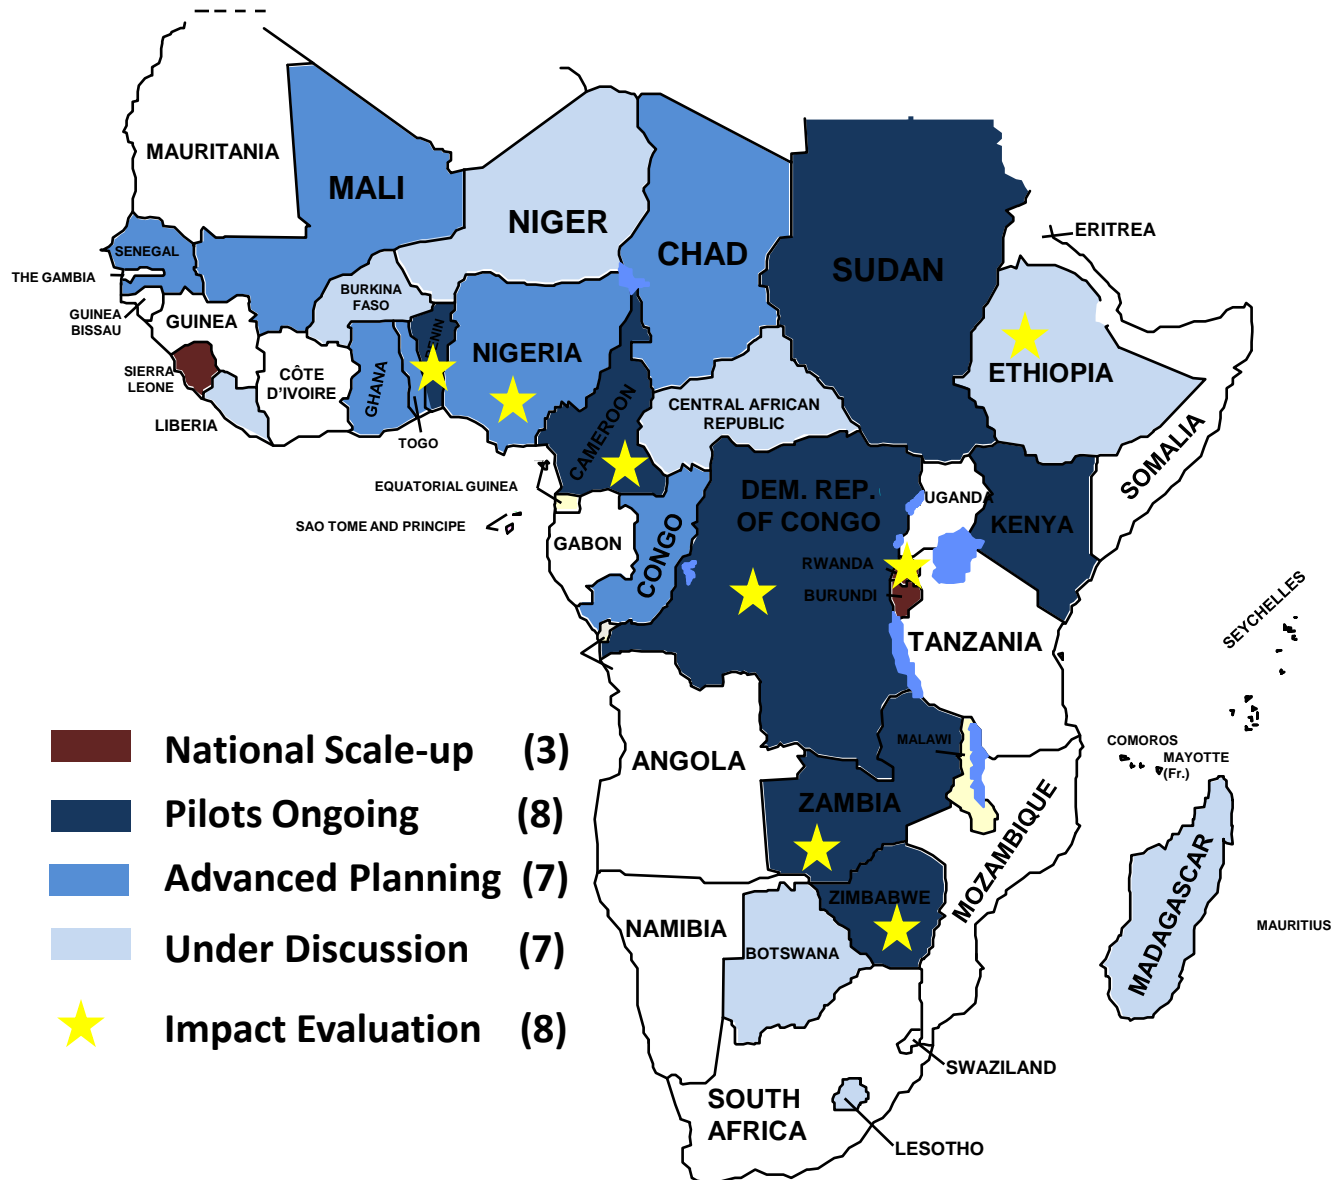 MAURITANIA
MALI
NIGER
CHAD
SUDAN
ERITREA
SENEGAL
THE GAMBIA
GUINEA
BISSAU
GUINEA
BURKINA
FASO
SIERRA
LEONE
LIBERIA
CÔTE
D'IVOIRE
GHANA
TOGO
NIGERIA
CAMEROON
CENTRAL AFRICAN
REPUBLIC
ETHIOPIA
SOMALIA
EQUATORIAL GUINEA
SAO TOME AND PRINCIPE
GABON
CONGO
DEM. REP.
OF CONGO
UGANDA
KENYA
RWANDA
BURUNDI
TANZANIA
SEYCHELLES
ANGOLA
MALAWI
ZAMBIA
COMOROS
MAYOTTE
(Fr.)
MOZAMBIQUE
ZIMBABWE
MADAGASCAR
MAURITIUS
NAMIBIA
BOTSWANA
SWAZILAND
SOUTH
AFRICA
LESOTHO
National Scale-up (3)
Pilots Ongoing (8)
Advanced Planning (7)
Under Discussion (7)
Impact Evaluation (8)